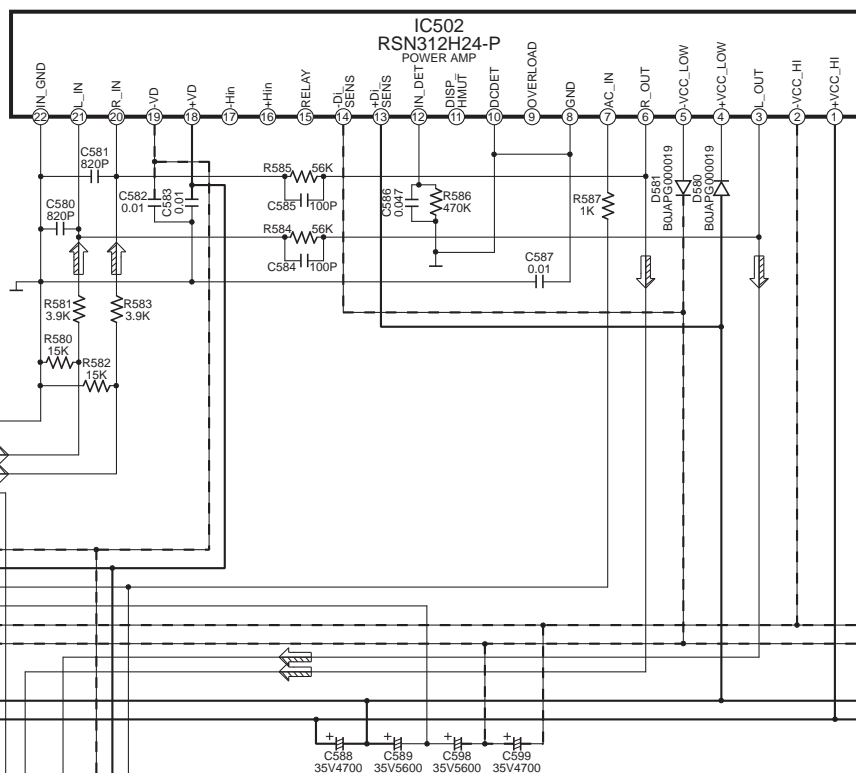 IC502
RSN312H24-P
POWER AMP
IN_GND
L_IN
R_IN
-VD
+VD
-Hin
+Hin
RELAY
-Di_
SENS
+Di_
SENS
IN_DET
DISP_
HMUT
DCDET
OVERLOAD
GND
AC_IN
R_OUT
-VCC_LOW
+VCC_LOW
L_OUT
-VCC_HI
+VCC_HI
22
21
20
19
18
17
16
15
14
13
12
11
10
9
8
7
6
5
4
3
2
1
C581
820P
C580
820P
C582
0.01
C583
0.01
R585
56K
C585
100P
R584
56K
C584
100P
C586
0.047
R586
470K
R587
1K
D581
B0JAPG000019
D580
B0JAPG000019
C587
0.01
R581
3.9K
R583
3.9K
R580
15K
R582
15K
+
+
+
+
C588
35V4700
C589
35V5600
C598
35V5600
C599
35V4700